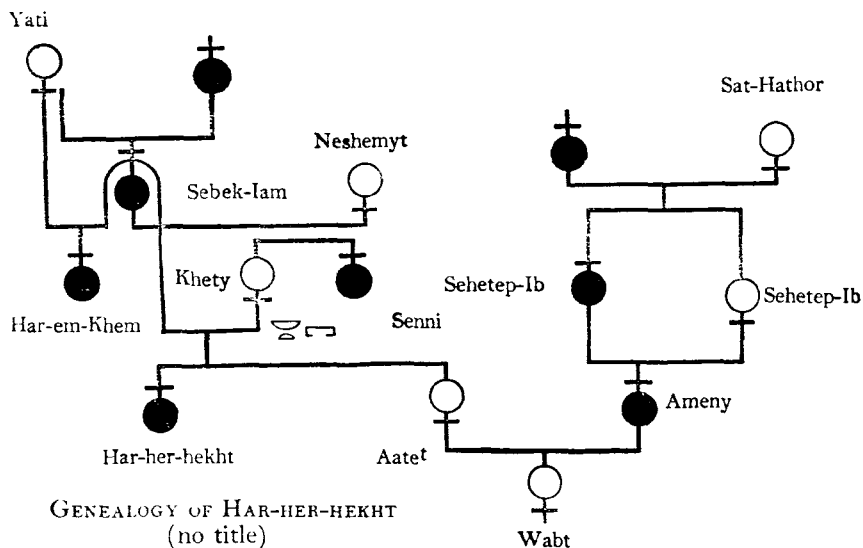 Yati
Sat-Hathor
Neshemyt
Sebek-Iam
Khety
Sehetep-Ib
Sehetep-Ib
Har-em-Khem
Senni
Ameny
Har-her-hekht
Aatet
GENEALOGY OF HAR-HER-HEKHT
(no title)
Wabt